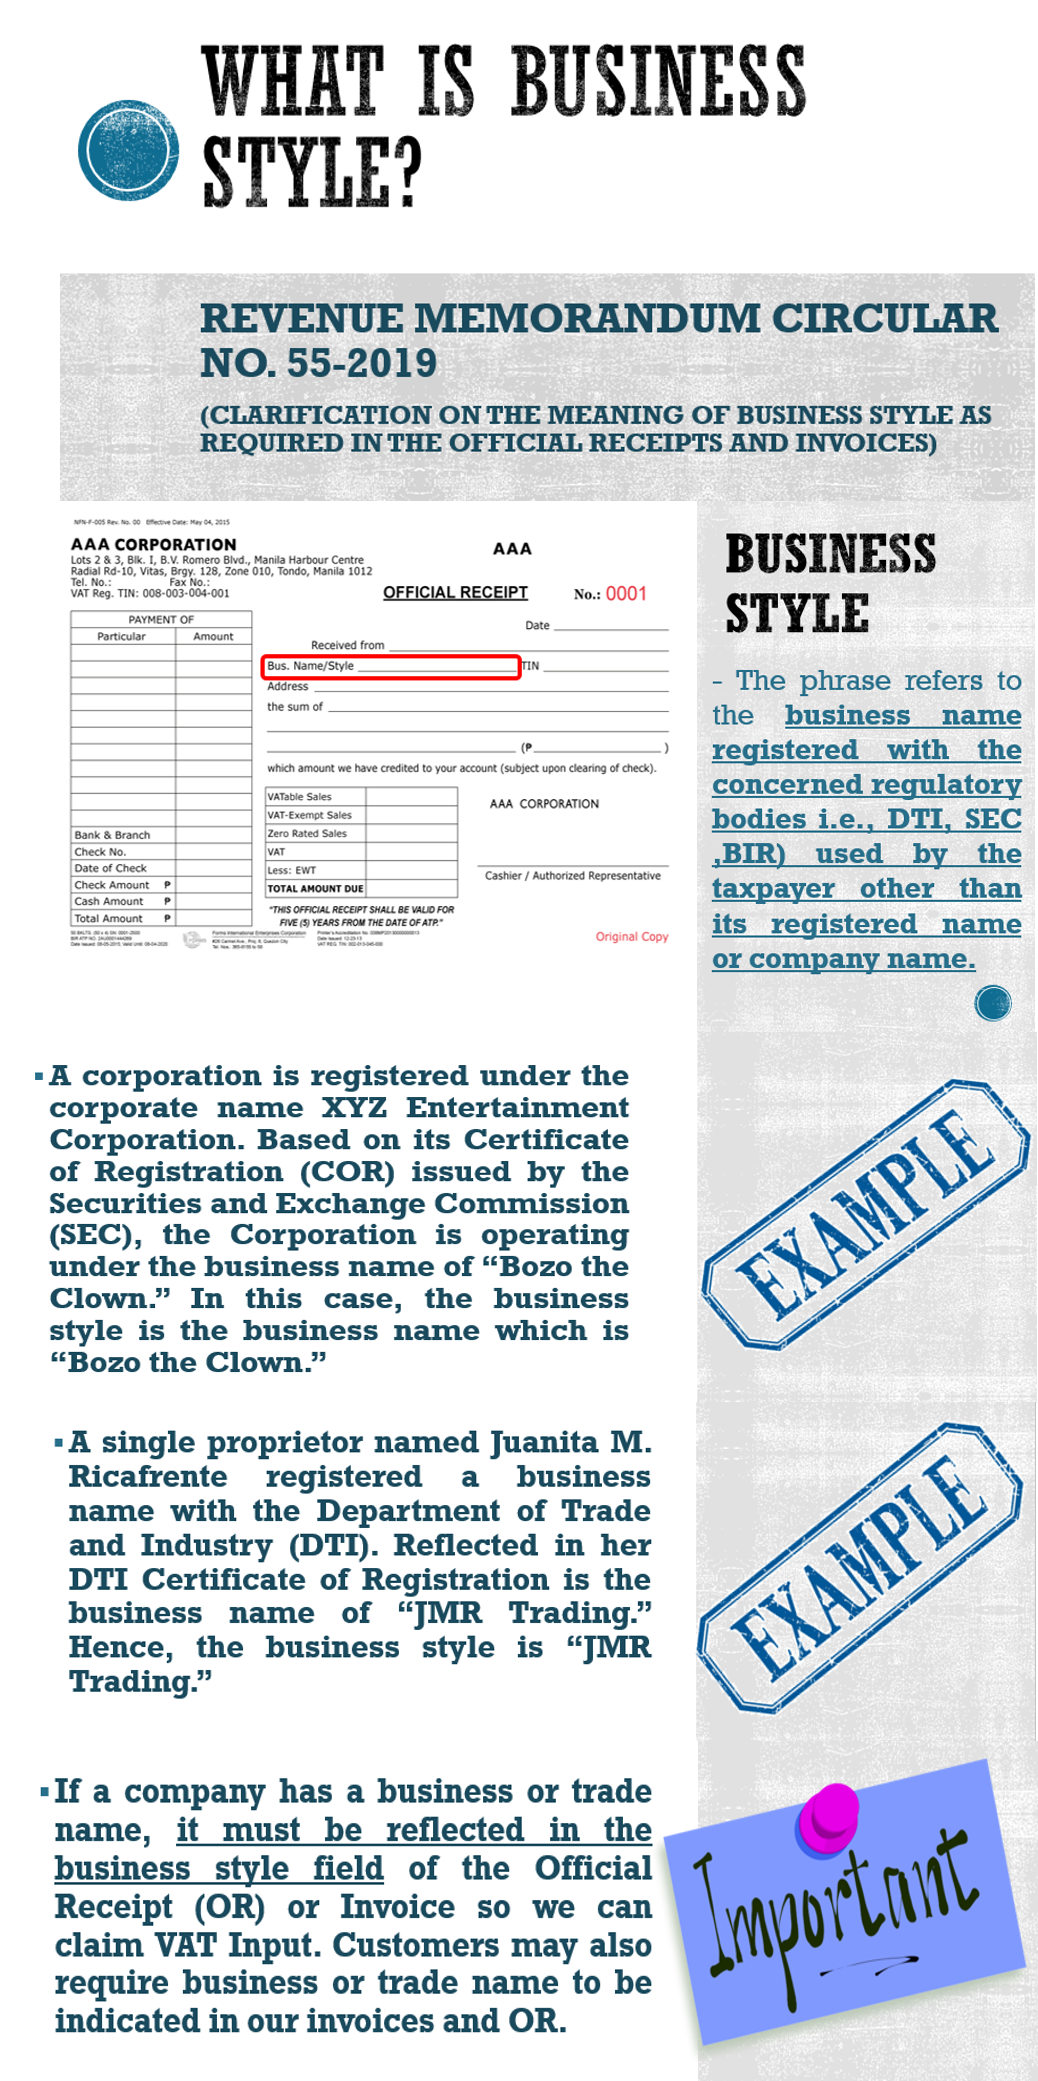 WHAT IS BUSINESS
STYLE?
REVENUE MEMORANDUM CIRCULAR
NO. 55-2019
(CLARIFICATION ON THE MEANING OF BUSINESS STYLE AS
REQUIRED IN THE OFFICIAL RECEIPTS AND INVOICES)
NFN-F-005 Rev. No. 00 Effective Date: May 04, 2015
AAA CORPORATION
Lots 2 & 3, Blk. I, B.V. Romero Blvd., Manila Harbour Centre
Radial Rd-10, Vitas, Brgy. 128, Zone 010, Tondo, Manila 1012
Tel. No.: Fax No.:
VAT Reg. TIN: 008-003-004-001
AAA
OFFICIAL RECEIPT No.: 0001
PAYMENT OF
Particular Amount
Bank & Branch
Check No.
Date of Check
Check Amount ₱
Cash Amount ₱
Total Amount ₱
Date
Received from
Bus. Name/Style TIN
Address
the sum of
(₱ )
which amount we have credited to your account (subject upon clearing of check).
VATable Sales
VAT-Exempt Sales
Zero Rated Sales
VAT
Less: EWT
TOTAL AMOUNT DUE
AAA CORPORATION
Cashier / Authorized Representative
"THIS OFFICIAL RECEIPT SHALL BE VALID FOR
FIVE (5) YEARS FROM THE DATE OF ATP."
Forms International Enterprises Corporation
Original Copy
BUSINESS
STYLE
- The phrase refers to
the business name
registered with the
concerned regulatory
bodies i.e., DTI, SEC
,BIR) used by the
taxpayer other than
its registered name
or company name.
▪ A corporation is registered under the
corporate name XYZ Entertainment
Corporation. Based on its Certificate
of Registration (COR) issued by the
Securities and Exchange Commission
(SEC), the Corporation is operating
under the business name of “Bozo the
Clown.” In this case, the business
style is the business name which is
“Bozo the Clown.”
EXAMPLE
▪ A single proprietor named Juanita M.
Ricafrente registered a business
name with the Department of Trade
and Industry (DTI). Reflected in her
DTI Certificate of Registration is the
business name of “JMR Trading.”
Hence, the business style is “JMR
Trading.”
EXAMPLE
▪ If a company has a business or trade
name, it must be reflected in the
business style field of the Official
Receipt (OR) or Invoice so we can
claim VAT Input. Customers may also
require business or trade name to be
indicated in our invoices and OR.
Important